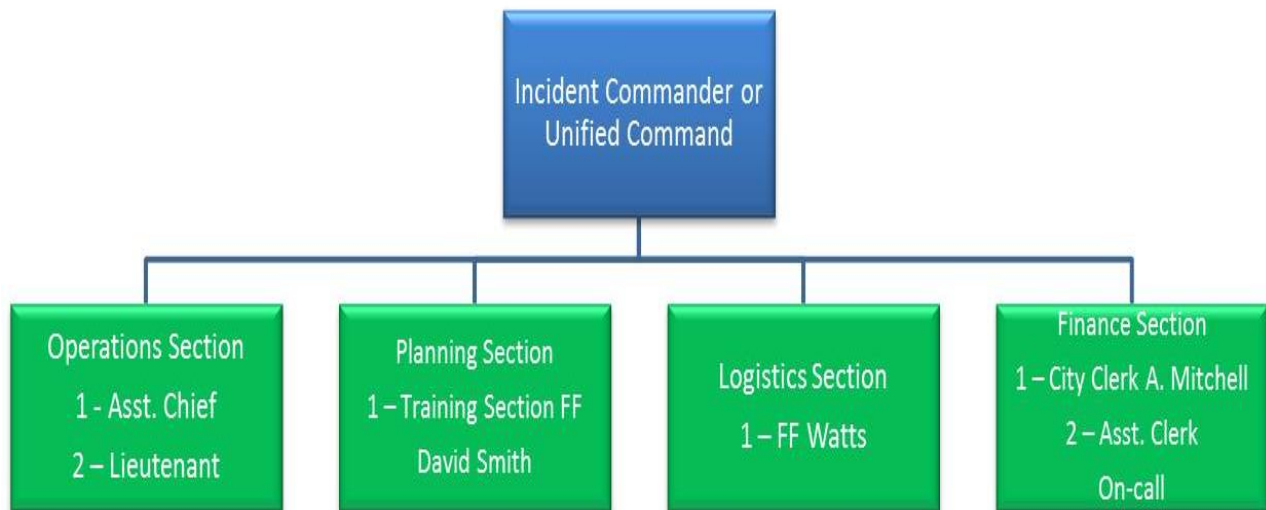 Incident Commander or
Unified Command
Operations Section
1 - Asst. Chief
2 – Lieutenant
Planning Section
1 – Training Section FF
David Smith
Logistics Section
1 – FF Watts
Finance Section
1 – City Clerk A. Mitchell
2 – Asst. Clerk
On-call